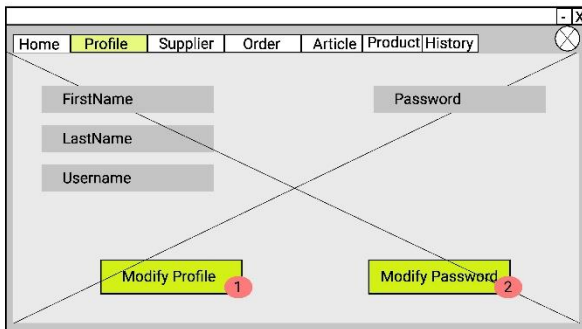 - X
Home Profile Supplier Order Article Product History
FirstName Password
LastName
Username
Modify Profile 1 Modify Password 2